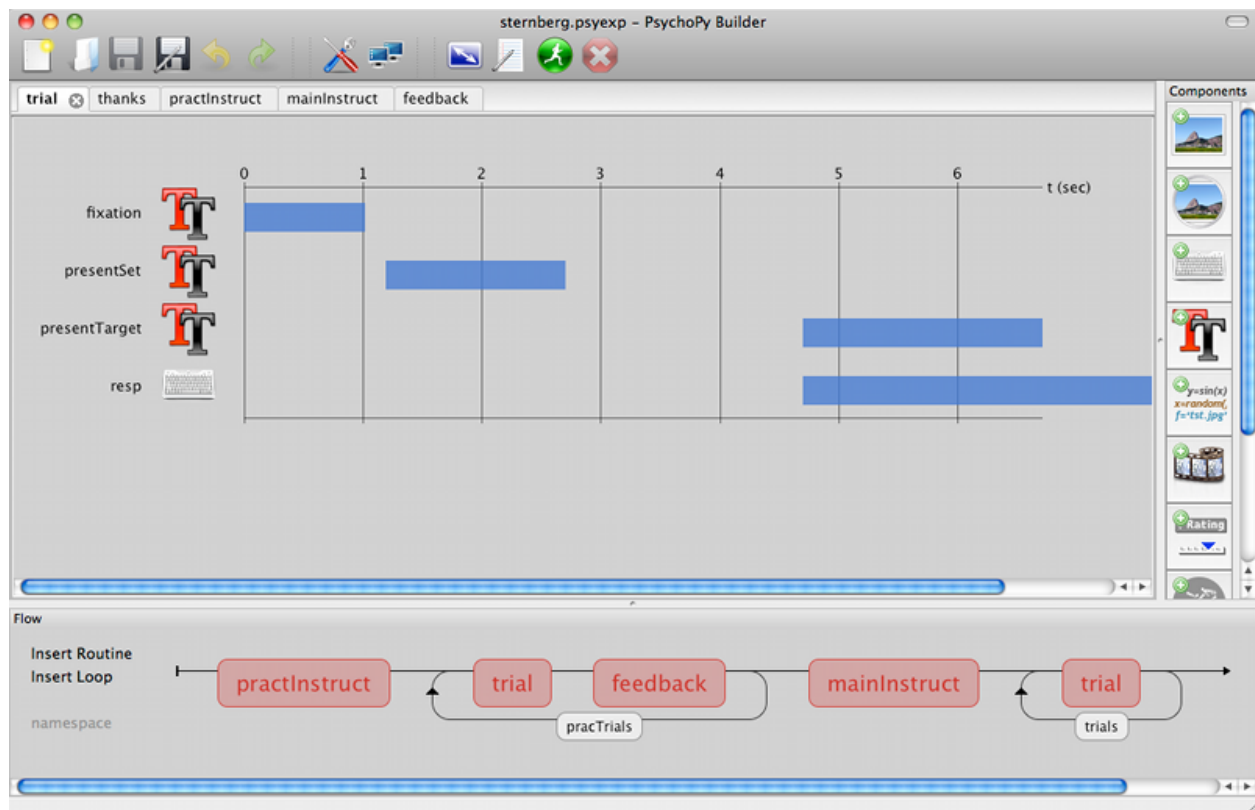 sternberg.psyexp – PsychoPy Builder
trial thanks practInstruct mainInstruct feedback
Components
0 1 2 3 4 5 6
t (sec)
fixation
presentSet
presentTarget
resp
y=sin(x)
x=random(,
f='tst.jpg'
Rating
Flow
Insert Routine
Insert Loop
namespace
practInstruct trial feedback mainInstruct trial
pracTrials trials